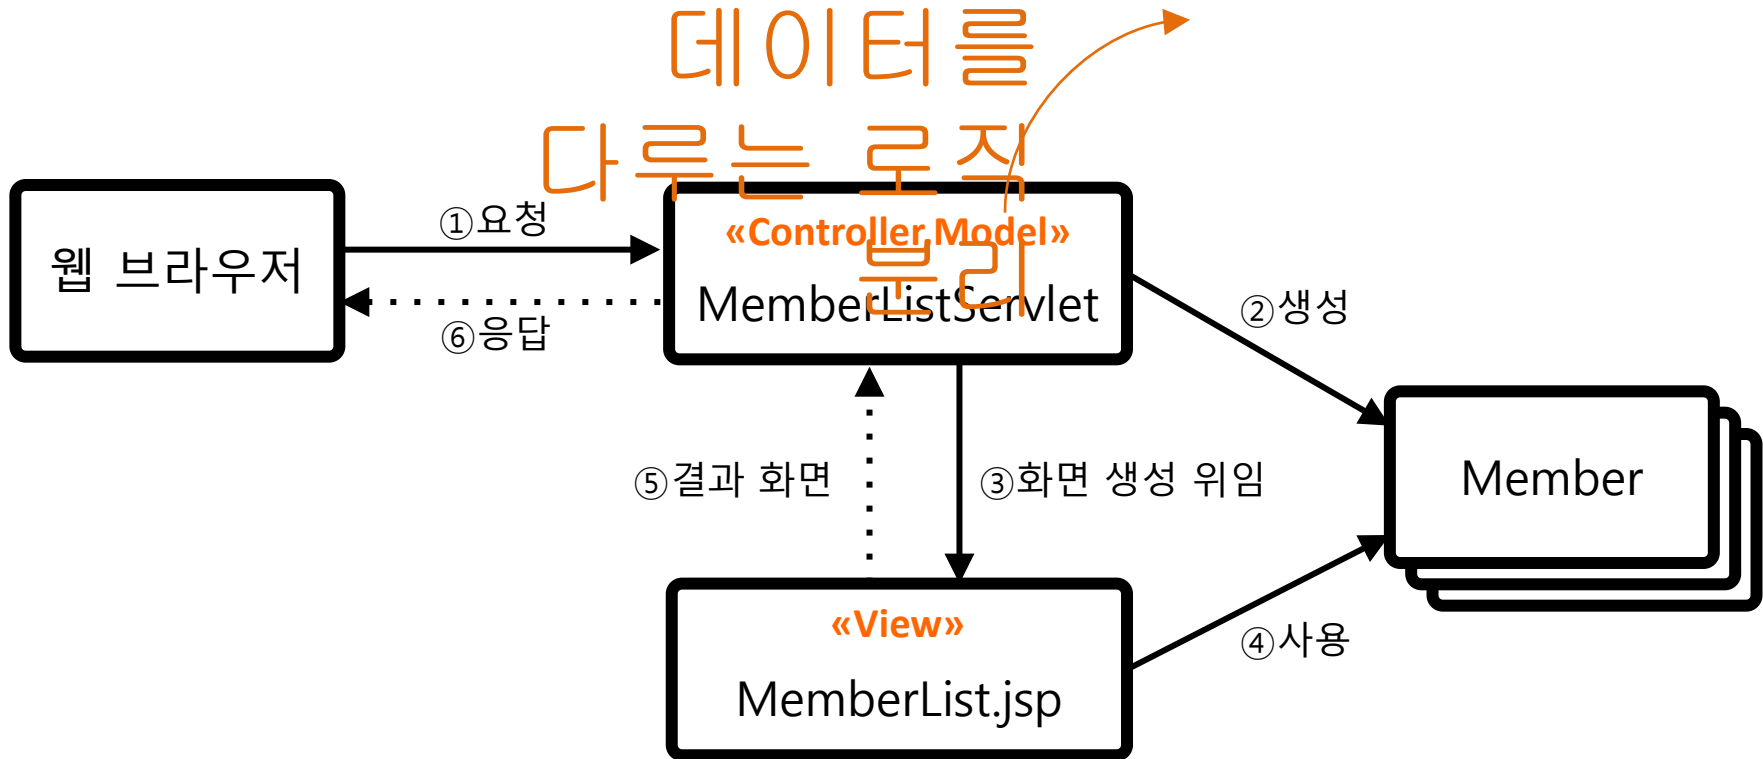 데이터를
다루는 로직
분리
웹 브라우저
①요청
⑥응답
«Controller,Model»
MemberListServlet
②생성
Member
⑤결과 화면
③화면 생성 위임
④사용
«View»
MemberList.jsp